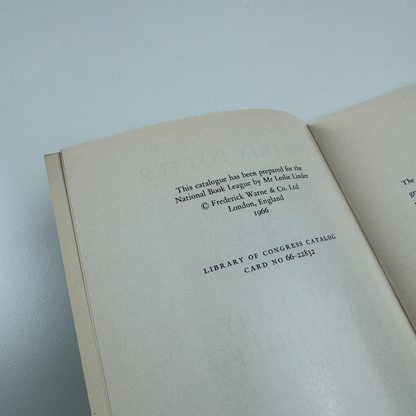 This catalogue has been prepared for the
National Book League by Mr Leslie Linder
© Frederick Warne & Co. Ltd
London, England
1966
LIBRARY OF CONGRESS CATALOG
CARD NO 66-22832
The